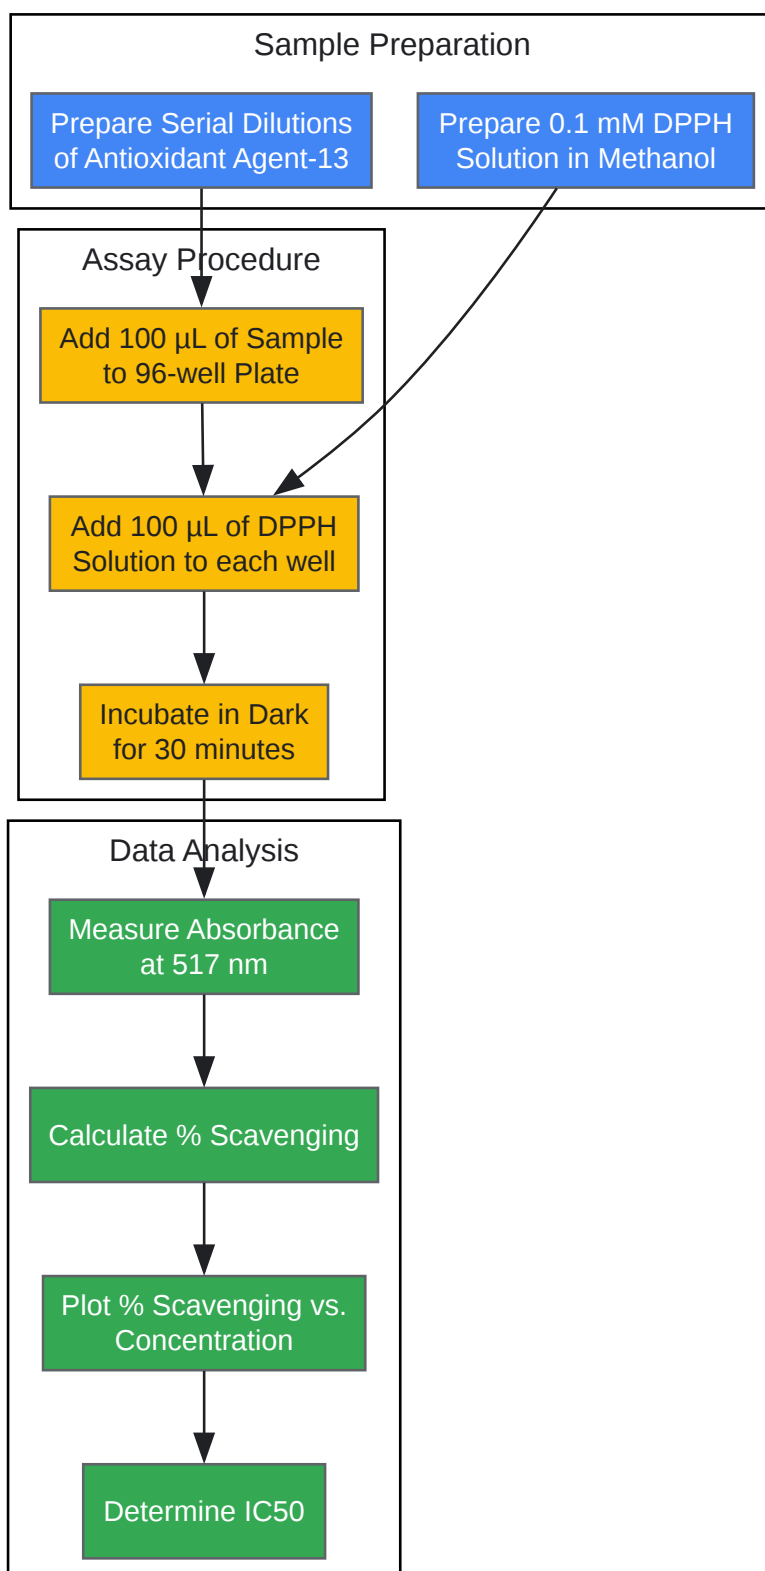 Sample Preparation
Prepare Serial Dilutions
of Antioxidant Agent-13
Prepare 0.1 mM DPPH
Solution in Methanol
Assay Procedure
Add 100 µL of Sample
to 96-well Plate
Add 100 µL of DPPH
Solution to each well
Incubate in Dark
for 30 minutes
Data Analysis
Measure Absorbance
at 517 nm
Calculate % Scavenging
Plot % Scavenging vs.
Concentration
Determine IC50